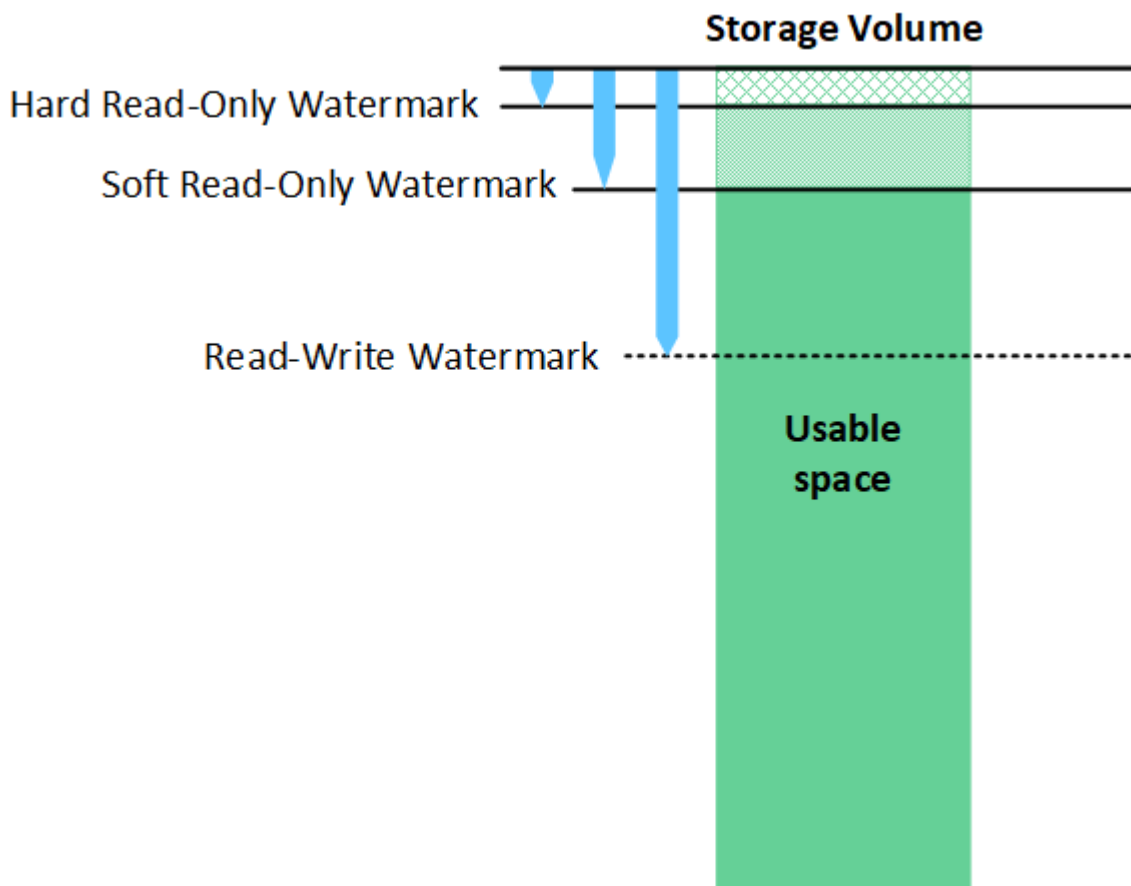 Storage Volume
Hard Read-Only Watermark
Soft Read-Only Watermark
Read-Write Watermark
Usable
space